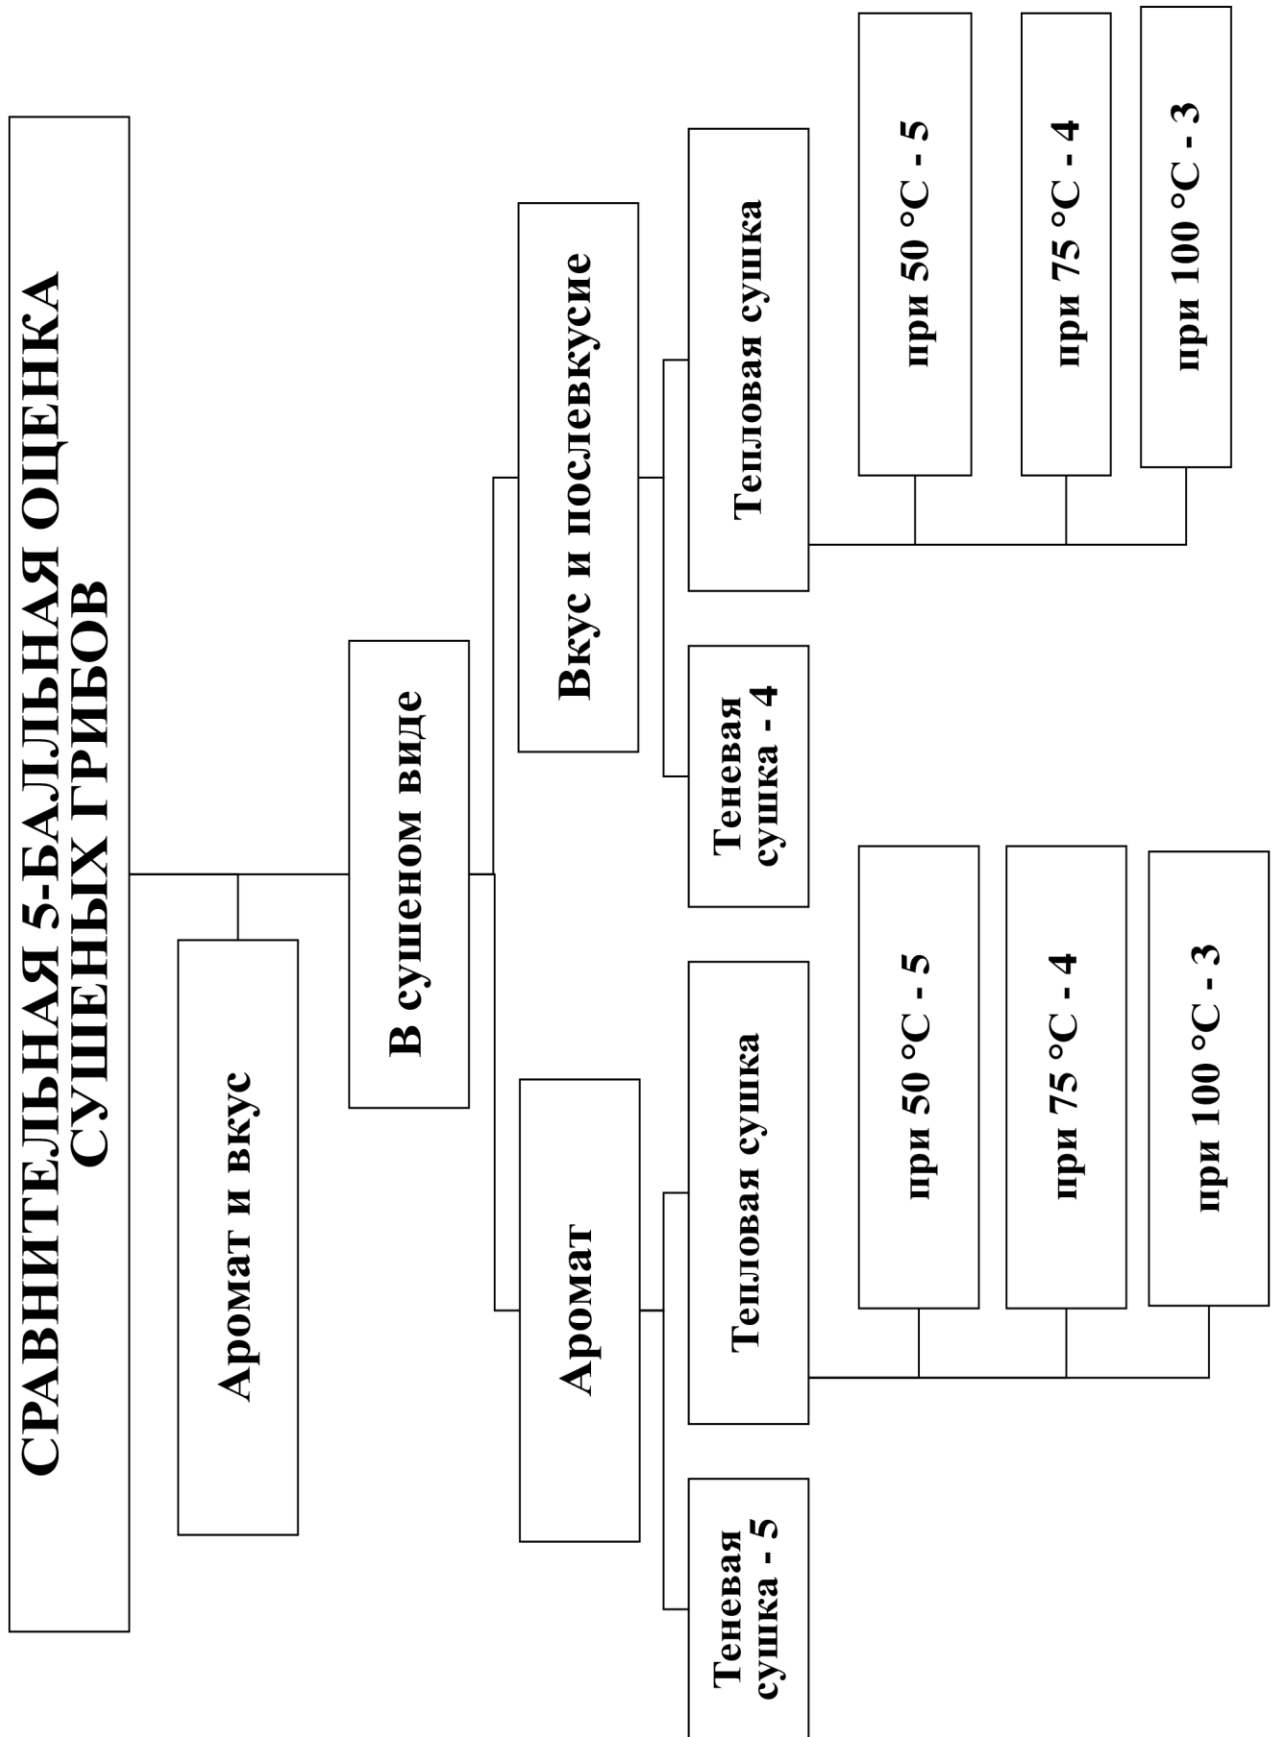 СРАВНИТЕЛЬНАЯ 5-БАЛЛЬНАЯ ОЦЕНКА
СУШЕНЫХ ГРИБОВ
Аромат и вкус
В сушеном виде
Аромат
Вкус и послевкусие
Теневая
сушка - 5
Тепловая сушка
Теневая
сушка - 4
Тепловая сушка
при 50 °С - 5
при 75 °С - 4
при 100 °С - 3
при 50 °С - 5
при 75 °С - 4
при 100 °С - 3